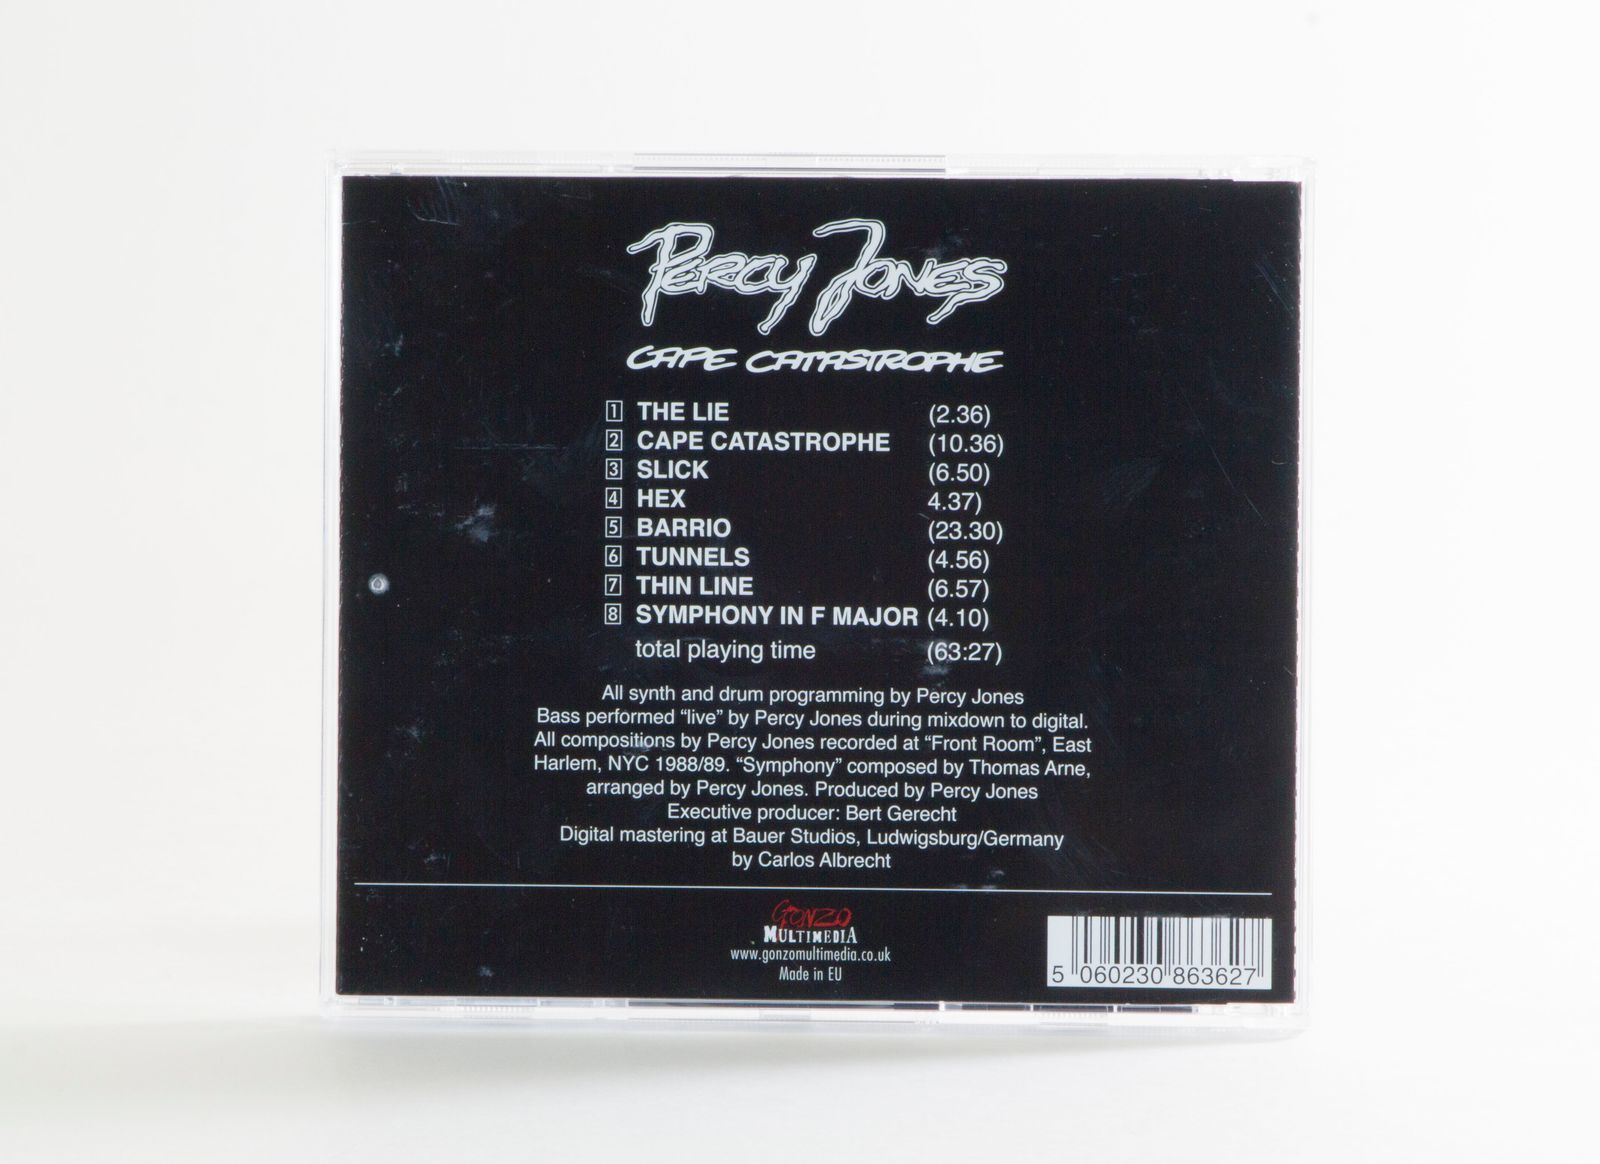 PERCY JONES
CAPE CATASTROPHE
1 THE LIE (2.36)
2 CAPE CATASTROPHE (10.36)
3 SLICK (6.50)
4 HEX 4.37)
5 BARRIO (23.30)
6 TUNNELS (4.56)
7 THIN LINE (6.57)
8 SYMPHONY IN F MAJOR (4.10)
total playing time (63:27)
All synth and drum programming by Percy Jones
Bass performed “live” by Percy Jones during mixdown to digital.
All compositions by Percy Jones recorded at “Front Room”, East
Harlem, NYC 1988/89. “Symphony” composed by Thomas Arne,
arranged by Percy Jones. Produced by Percy Jones
Executive producer: Bert Gerecht
Digital mastering at Bauer Studios, Ludwigsburg/Germany
by Carlos Albrecht
GONZO
MULTIMEDIA
www.gonzomultimedia.co.uk
Made in EU
5 060230 863627